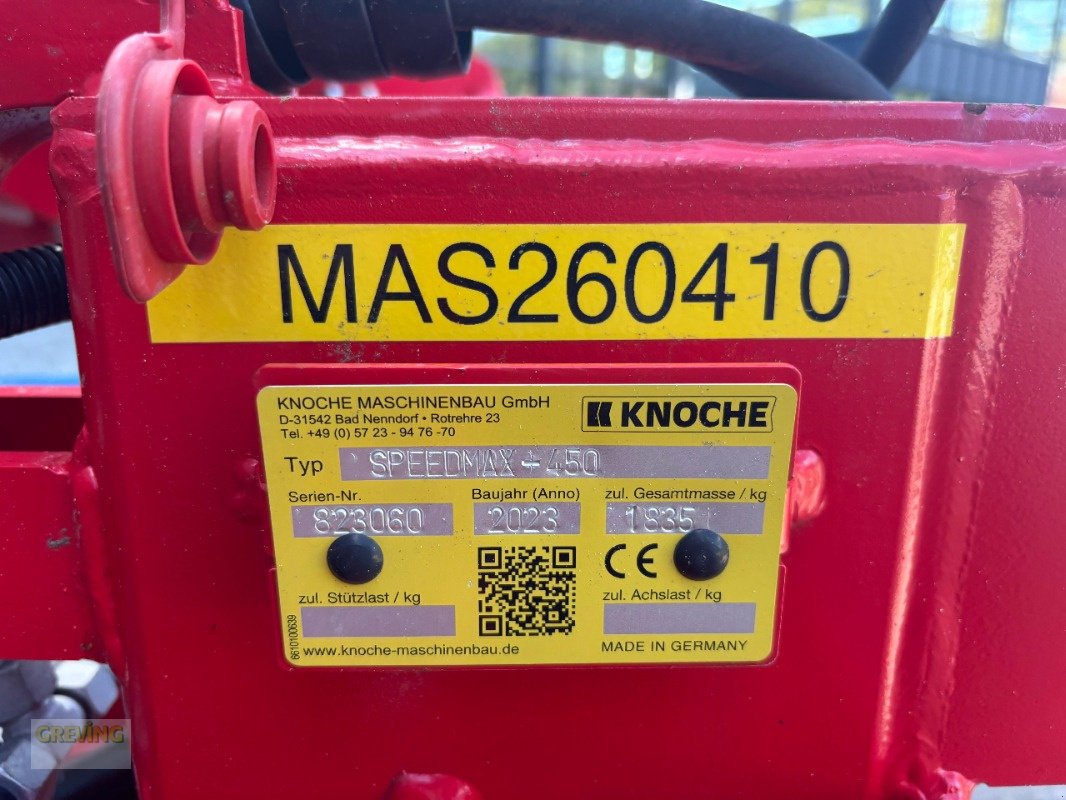 MAS260410
KNOCHE MASCHINENBAU GmbH
D-31542 Bad Nenndorf • Rotrehre 23
Tel. +49 (0) 57 23 - 94 76 -70
KNOCHE
Typ SPEEDMAX+450
Serien-Nr. Baujahr (Anno) zul. Gesamtmasse / kg
823060 2023 1835
CE
zul. Stützlast / kg zul. Achslast / kg
6610100639
www.knoche-maschinenbau.de MADE IN GERMANY
GREVING